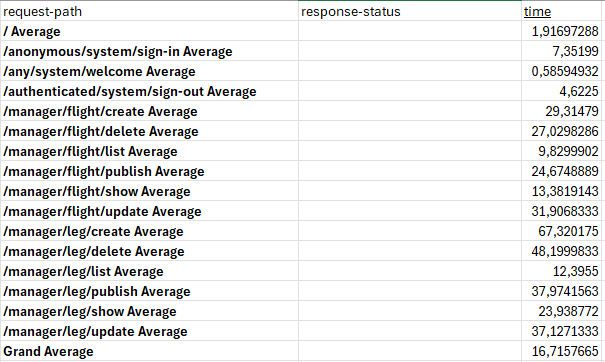 request-path response-status time
/ Average 1,91697288
/anonymous/system/sign-in Average 7,35199
/any/system/welcome Average 0,58594932
/authenticated/system/sign-out Average 4,6225
/manager/flight/create Average 29,31479
/manager/flight/delete Average 27,0298286
/manager/flight/list Average 9,8299902
/manager/flight/publish Average 24,6748889
/manager/flight/show Average 13,3819143
/manager/flight/update Average 31,9068333
/manager/leg/create Average 67,320175
/manager/leg/delete Average 48,1999833
/manager/leg/list Average 12,3955
/manager/leg/publish Average 37,9741563
/manager/leg/show Average 23,938772
/manager/leg/update Average 37,1271333
Grand Average 16,7157665